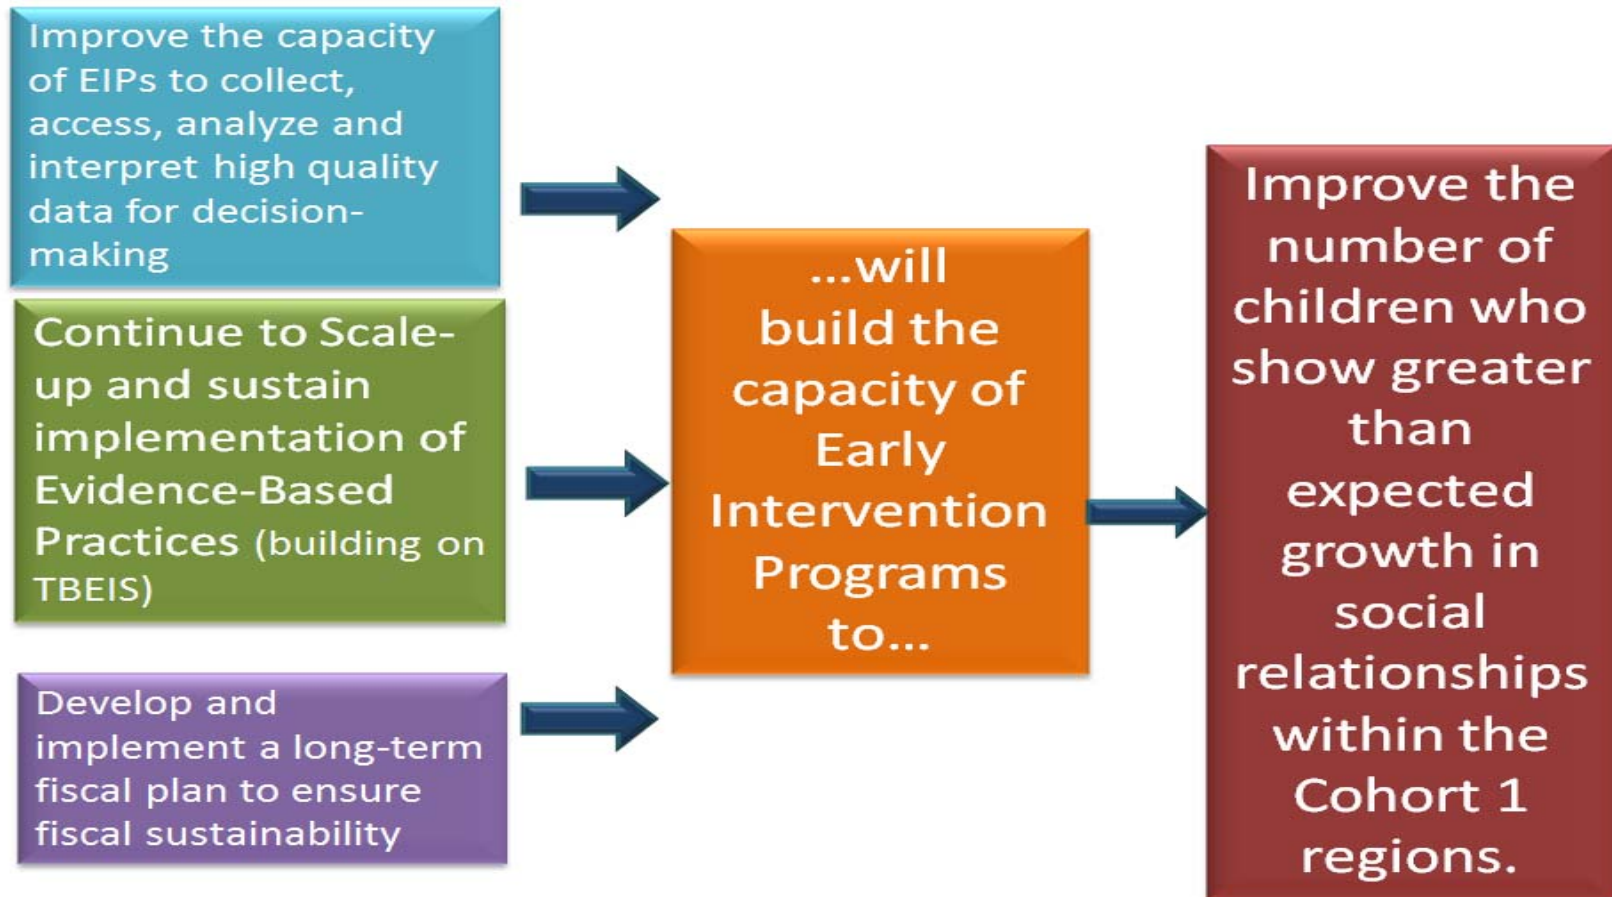 Improve the capacity
of EIPs to collect,
access, analyze and
interpret high quality
data for decision-
making
Continue to Scale-
up and sustain
implementation of
Evidence-Based
Practices (building on
TBEIS)
Develop and
implement a long-term
fiscal plan to ensure
fiscal sustainability
...will
build the
capacity of
Early
Intervention
Programs
to...
Improve the
number of
children who
show greater
than
expected
growth in
social
relationships
within the
Cohort 1
regions.